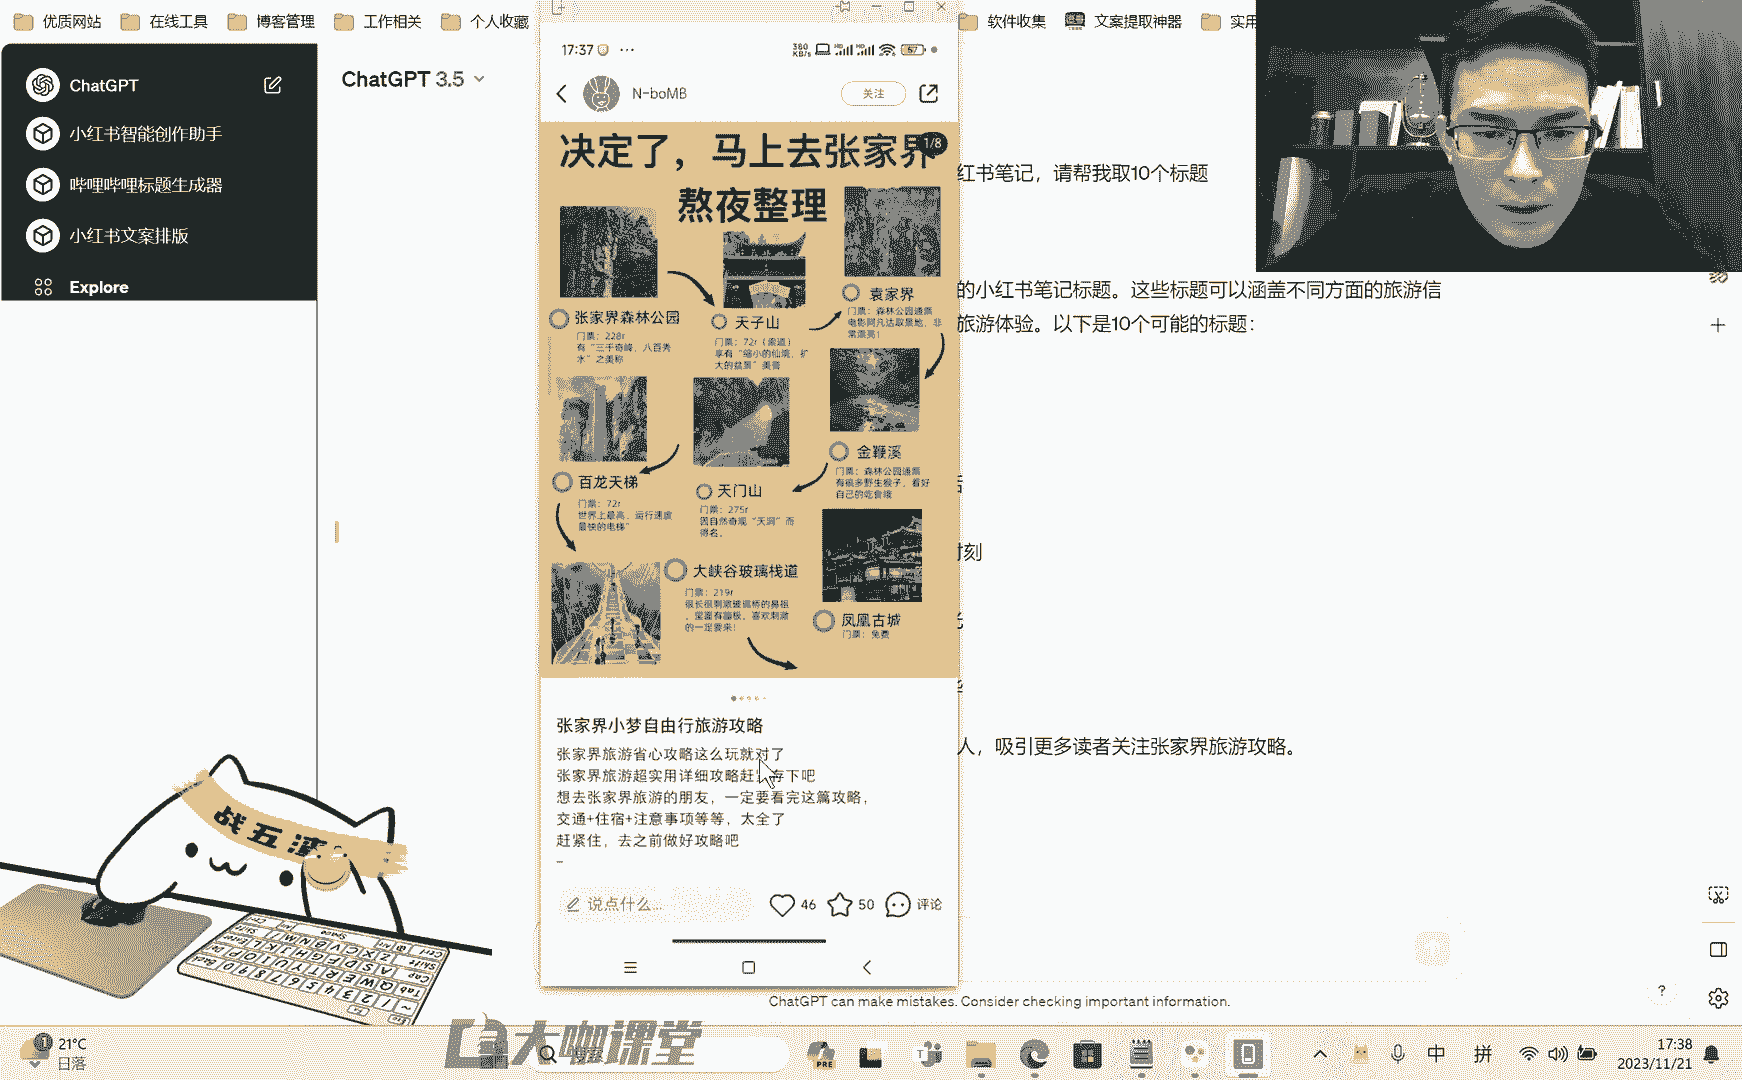 优质网站
在线工具
博客管理
工作相关
个人收藏
软件收集
文案提取神器
实用
ChatGPT
小红书智能创作助手
哔哩哔哩标题生成器
小红书文案排版
Explore
ChatGPT 3.5
17:37
380 KB/s
57
N-boMB
关注
1/8
决定了，马上去张家界
熬夜整理
张家界森林公园
门票：228r
有“三千奇峰，八百秀
水”之美称
天子山
门票：72r（索道）
享有“缩小的仙境，扩
大的盆景”美誉
袁家界
门票：森林公园通票
电影阿凡达取景地，非
常漂亮！
金鞭溪
门票：森林公园通票
有很多野生猴子，看好
自己的吃食哦
天门山
门票：275r
因自然奇观“天洞”而
得名。
百龙天梯
门票：72r
世界上最高、运行速度
最快的电梯”
大峡谷玻璃栈道
门票：219r
的一定要来！
凤凰古城
门票：免费
张家界小梦自由行旅游攻略
张家界旅游省心攻略这么玩就对了
张家界旅游超实用详细攻略赶 存下吧
想去张家界旅游的朋友，一定要看完这篇攻略，
交通+住宿+注意事项等等，太全了
赶紧住，去之前做好攻略吧
说点什么...
46
50
评论
红书笔记，请帮我取10个标题
的小红书笔记标题。这些标题可以涵盖不同方面的旅游信
旅游体验。以下是10个可能的标题：
时刻
人，吸引更多读者关注张家界旅游攻略。
ChatGPT can make mistakes. Consider checking important information.
?
战五渣
大咖课堂
21°C
日落
PRE
中
拼
17:38
2023/11/21